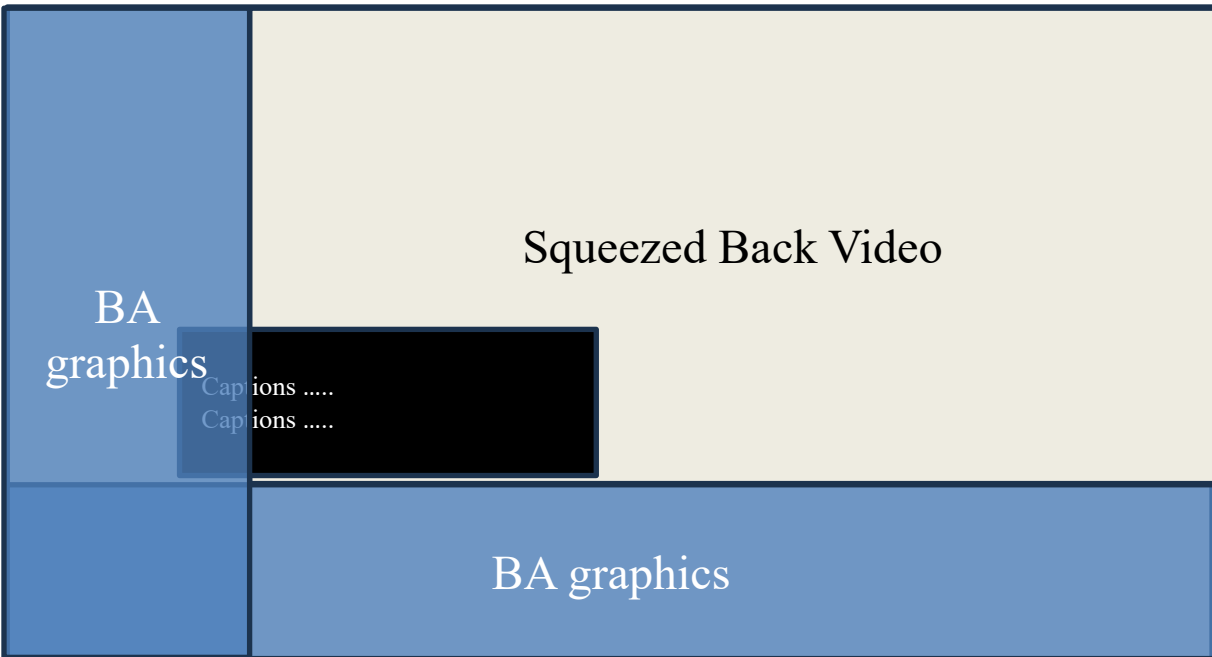 Squeezed Back Video
BA
graphics
Captions .....
Captions .....
BA graphics